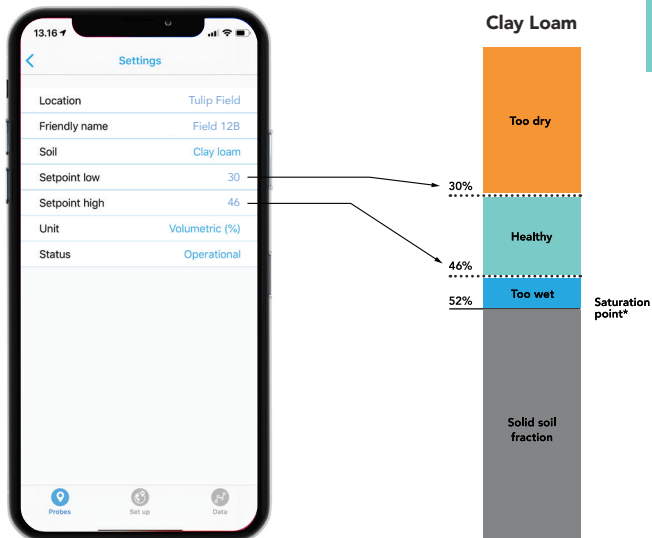 13.16
Settings
Location Tulip Field
Friendly name Field 12B
Soil Clay loam
Setpoint low 30
Setpoint high 46
Unit Volumetric (%)
Status Operational
Probes Set up Data
Clay Loam
Too dry
30%
Healthy
46%
Too wet
52%
Saturation
point*
Solid soil
fraction